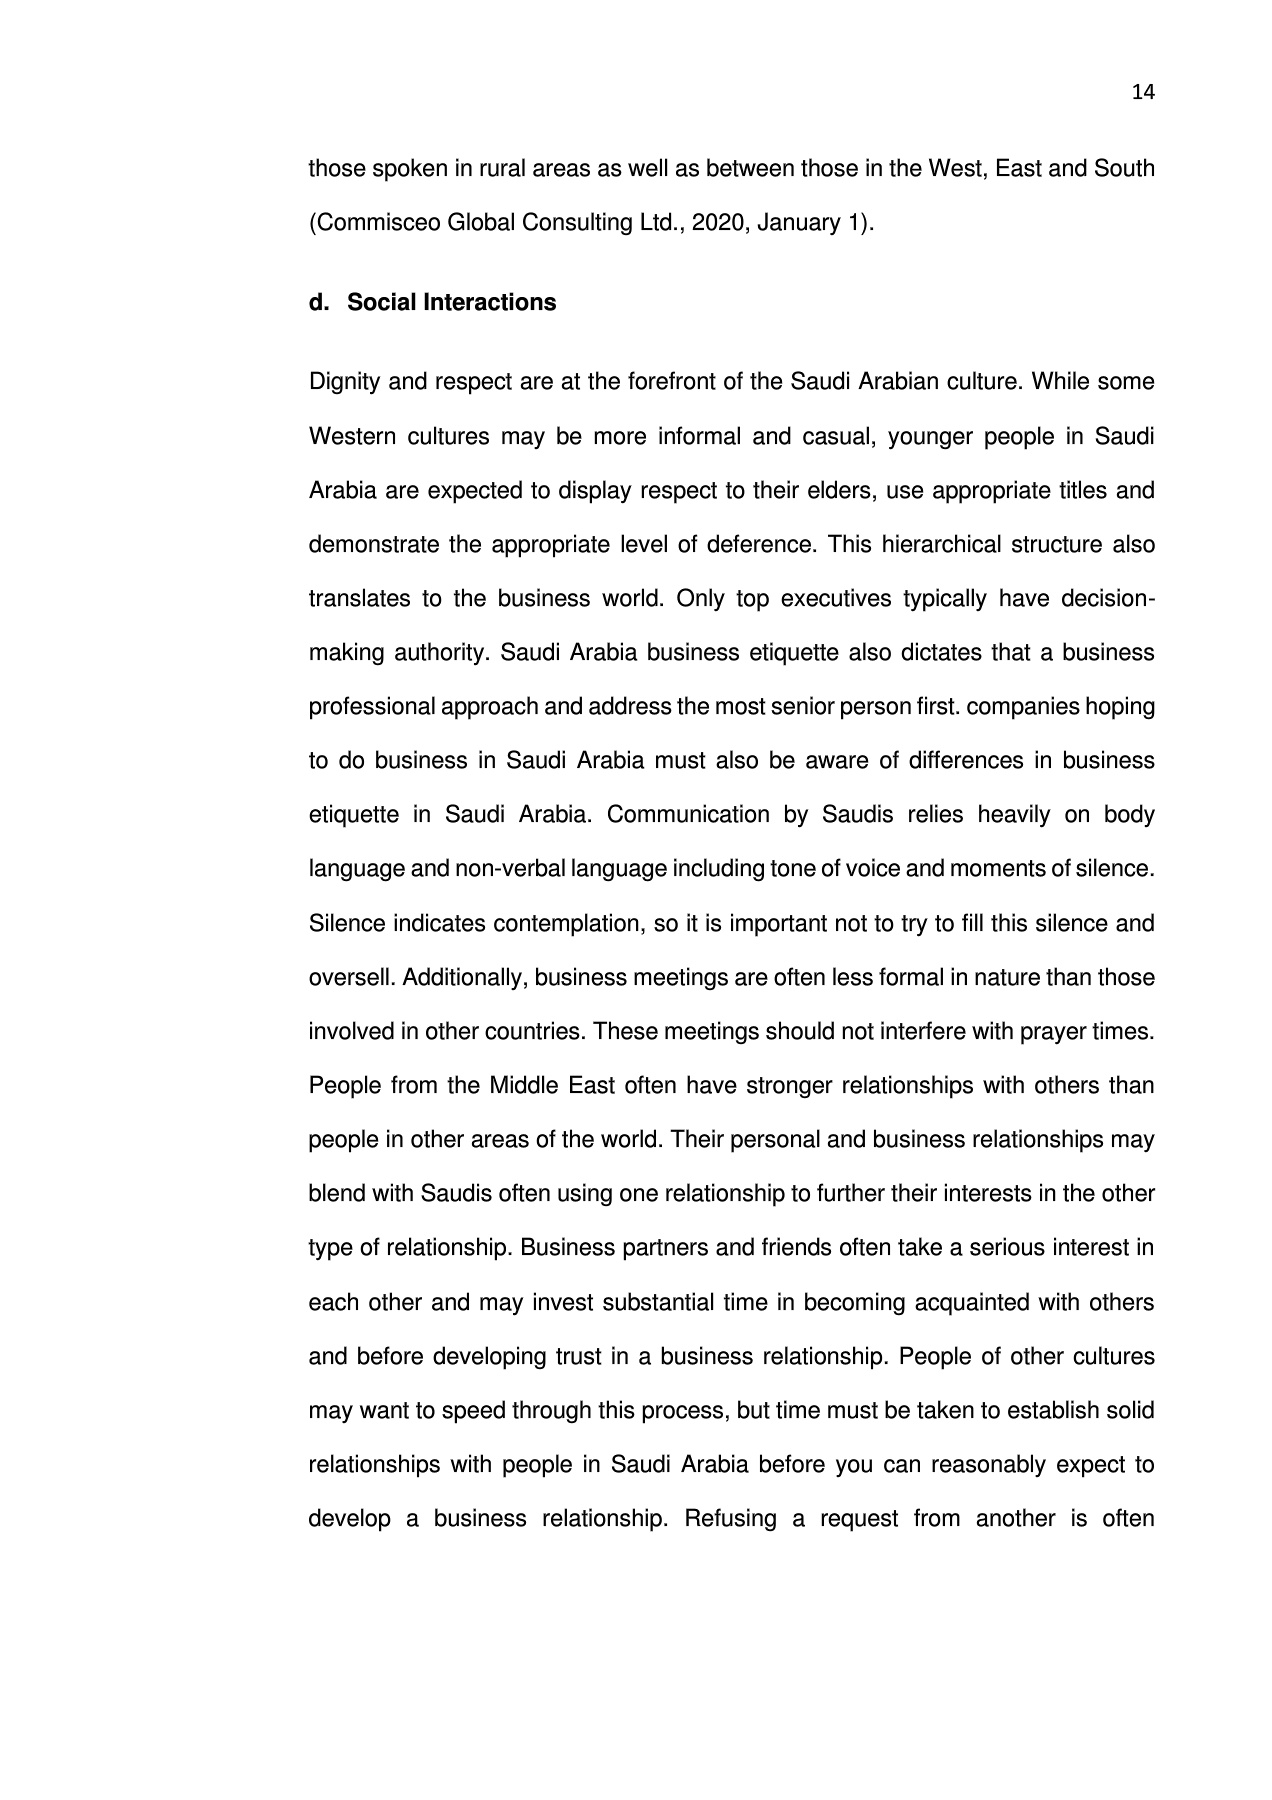 14
those spoken in rural areas as well as between those in the West, East and South
(Commisceo Global Consulting Ltd., 2020, January 1).
d. Social Interactions
Dignity and respect are at the forefront of the Saudi Arabian culture. While some
Western cultures may be more informal and casual, younger people in Saudi
Arabia are expected to display respect to their elders, use appropriate titles and
demonstrate the appropriate level of deference. This hierarchical structure also
translates to the business world. Only top executives typically have decision-
making authority. Saudi Arabia business etiquette also dictates that a business
professional approach and address the most senior person first. companies hoping
to do business in Saudi Arabia must also be aware of differences in business
etiquette in Saudi Arabia. Communication by Saudis relies heavily on body
language and non-verbal language including tone of voice and moments of silence.
Silence indicates contemplation, so it is important not to try to fill this silence and
oversell. Additionally, business meetings are often less formal in nature than those
involved in other countries. These meetings should not interfere with prayer times.
People from the Middle East often have stronger relationships with others than
people in other areas of the world. Their personal and business relationships may
blend with Saudis often using one relationship to further their interests in the other
type of relationship. Business partners and friends often take a serious interest in
each other and may invest substantial time in becoming acquainted with others
and before developing trust in a business relationship. People of other cultures
may want to speed through this process, but time must be taken to establish solid
relationships with people in Saudi Arabia before you can reasonably expect to
develop a business relationship. Refusing a request from another is often